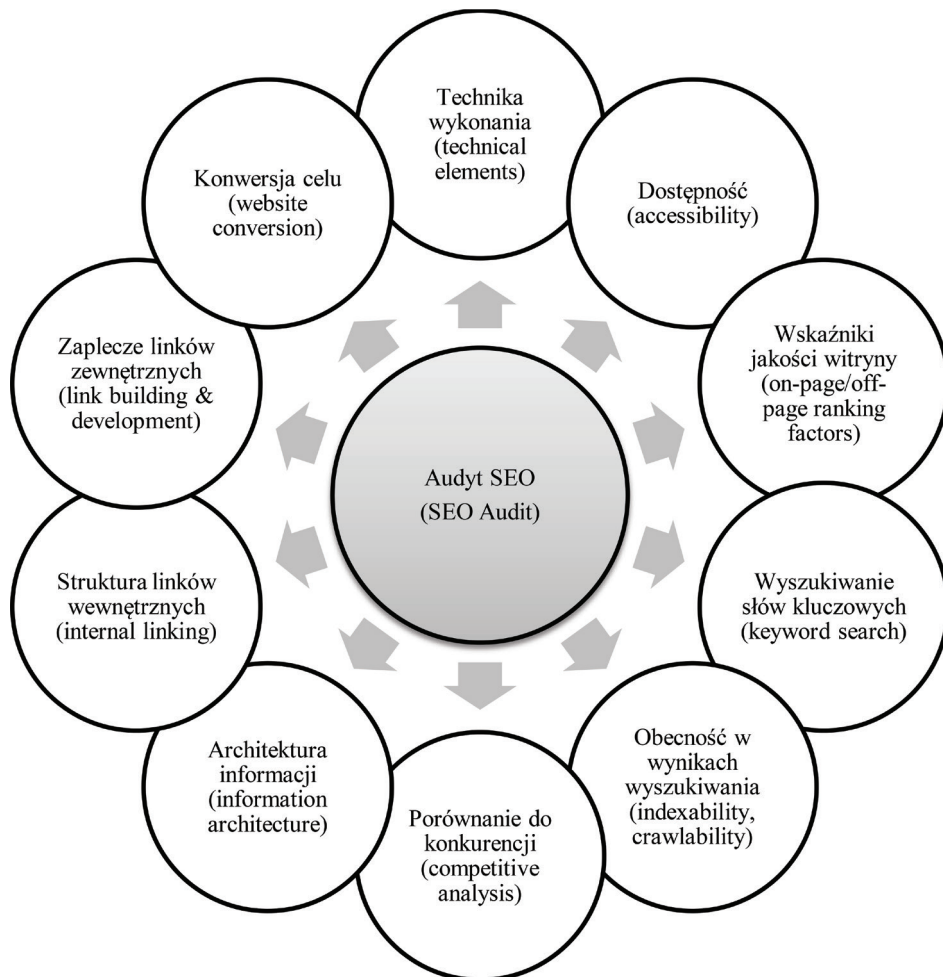 Technika
wykonania
(technical
elements)
Dostępność
(accessibility)
Wskaźniki
jakości witryny
(on-page/off-
page ranking
factors)
Wyszukiwanie
słów kluczowych
(keyword search)
Obecność w
wynikach
wyszukiwania
(indexability,
crawlability)
Porównanie do
konkurencji
(competitive
analysis)
Architektura
informacji
(information
architecture)
Struktura linków
wewnętrznych
(internal linking)
Zaplecze linków
zewnętrznych
(link building &
development)
Konwersja celu
(website
conversion)
Audyt SEO
(SEO Audit)